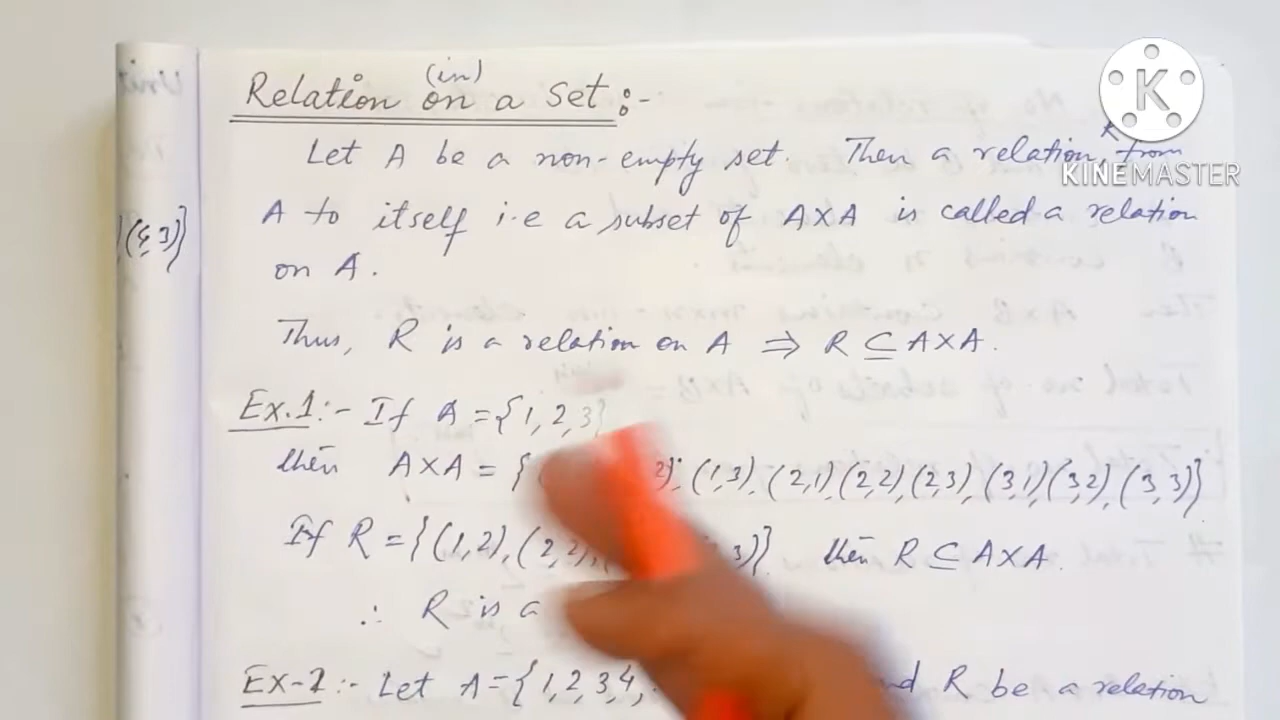 Relation on a Set :-
(in)
Let A be a non-empty set. Then a relation R from
A to itself i.e a subset of A×A is called a relation
on A.
Thus, R is a relation on A ⇒ R ⊆ A×A.
Ex.1:- If A = {1, 2, 3}
then A×A = { 2), (1,3), (2,1) (2,2), (2,3), (3,1) (3,2), (3,3)}
If R = {(1,2), (2,2), 3)} then R ⊆ A×A.
∴ R is a
Ex-2 :- Let A = {1, 2, 3, 4, R be a relation
, 3)}
K
KINEMASTER